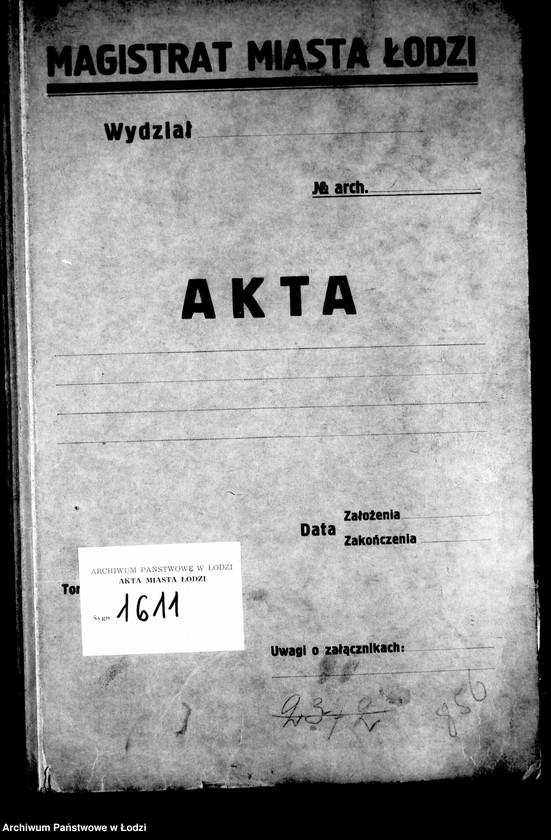 MAGISTRAT MIASTA ŁODZI
Wydział
№ arch.
AKTA
Data
Założenia
Zakończenia
ARCHIWUM PAŃSTWOWE W ŁODZI
AKTA MIASTA ŁODZI
Sygn 1611
Uwagi o załącznikach:
856
Archiwum Państwowe w Łodzi